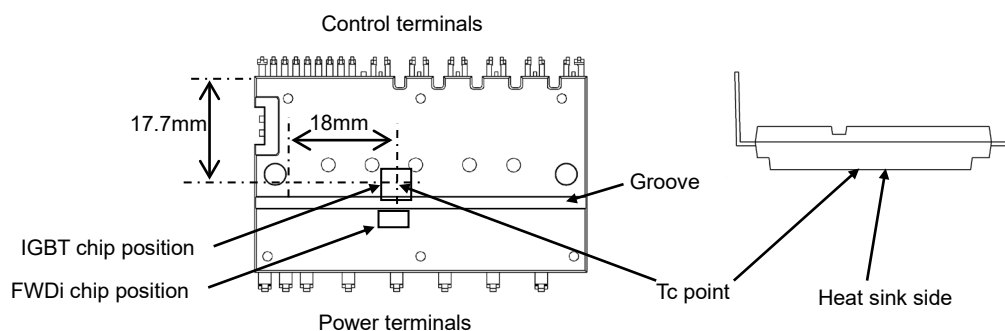 Control terminals
17.7mm
18mm
Groove
IGBT chip position
FWDi chip position
Tc point
Heat sink side
Power terminals